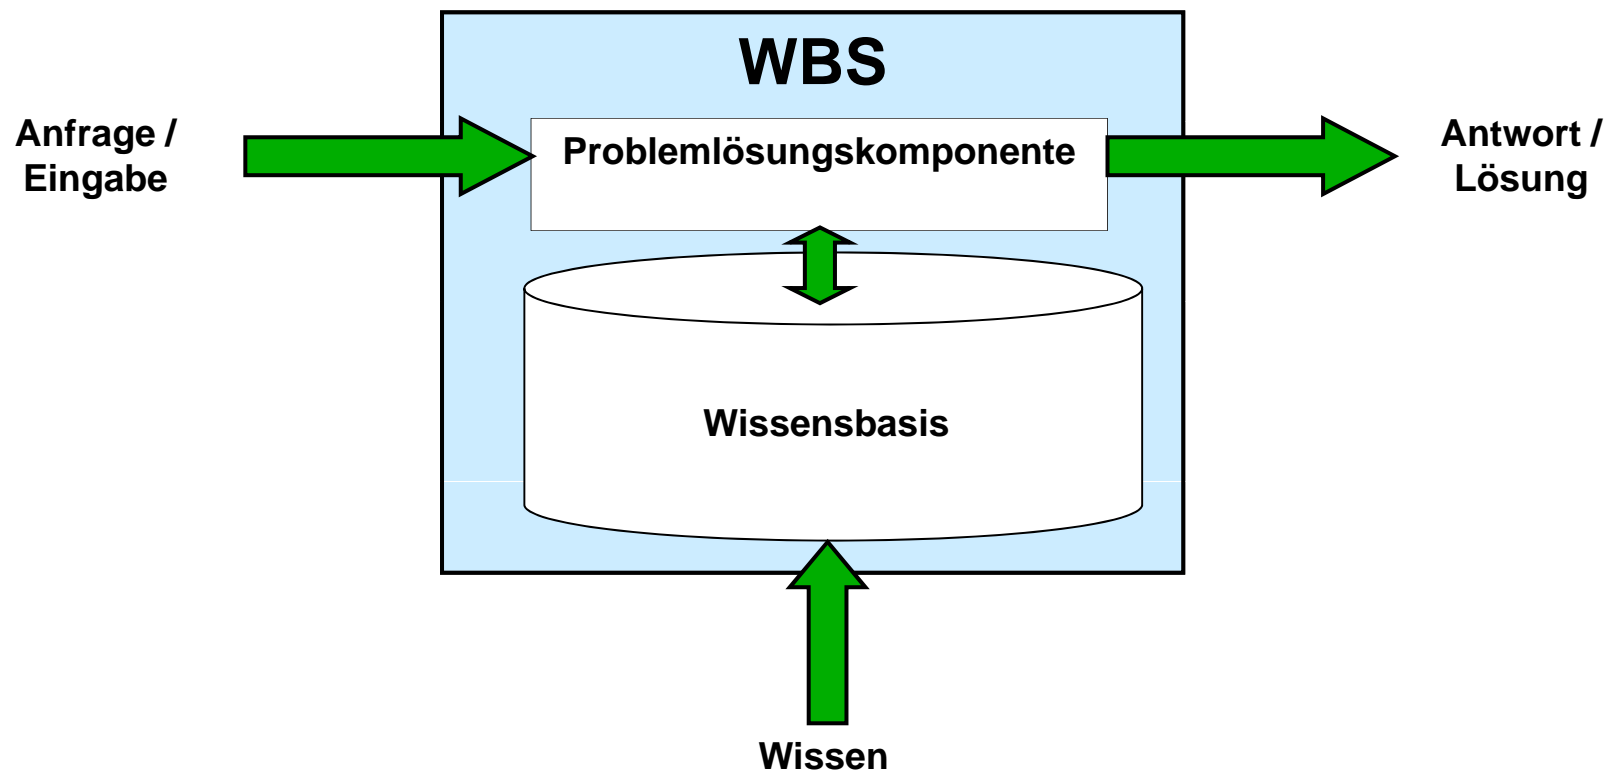 WBS
Anfrage /
Eingabe
Problemlösungskomponente
Antwort /
Lösung
Wissensbasis
Wissen